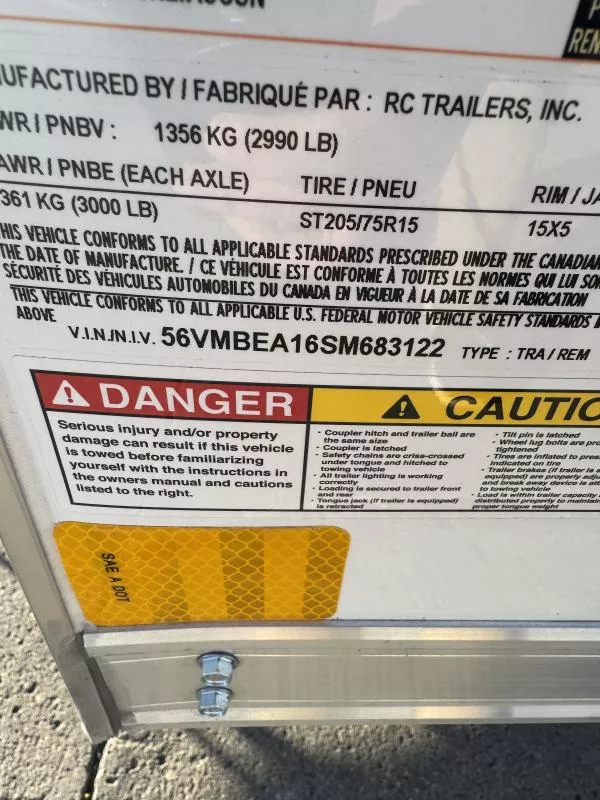 P
REN
UFACTURED BY / FABRIQUÉ PAR : RC TRAILERS, INC.
WR / PNBV : 1356 KG (2990 LB)
AWR / PNBE (EACH AXLE) TIRE / PNEU RIM / JA
361 KG (3000 LB) ST205/75R15 15X5
HIS VEHICLE CONFORMS TO ALL APPLICABLE STANDARDS PRESCRIBED UNDER THE CANADIAN
THE DATE OF MANUFACTURE. / CE VÉHICULE EST CONFORME À TOUTES LES NORMES QUI LUI SO
SÉCURITÉ DES VÉHICULES AUTOMOBILES DU CANADA EN VIGUEUR À LA DATE DE SA FABRICATION
THIS VEHICLE CONFORMS TO ALL APPLICABLE U.S. FEDERAL MOTOR VEHICLE SAFETY STANDARDS
ABOVE
V.I.N./N.I.V. 56VMBEA16SM683122 TYPE : TRA / REM
DANGER
Serious injury and/or property
damage can result if this vehicle
is towed before familiarizing
yourself with the instructions in
the owners manual and cautions
listed to the right.
CAUTIO
· Coupler hitch and trailer ball are
the same size
· Coupler is latched
· Safety chains are criss-crossed
under tongue and hitched to
towing vehicle
· All trailer lighting is working
correctly
· Loading is secured to trailer front
and rear
· Tongue jack (if trailer is equipped)
is retracted
· Tilt pin is latched
· Wheel lug bolts are pro
tightened
· Tires are inflated to pres
indicated on tire
· Trailer brakes (if trailer is
equipped) are properly adju
and break away device is att
to towing vehicle
· Load is within trailer capacity
distributed properly to maintain
proper tongue weight
SAE A DOT